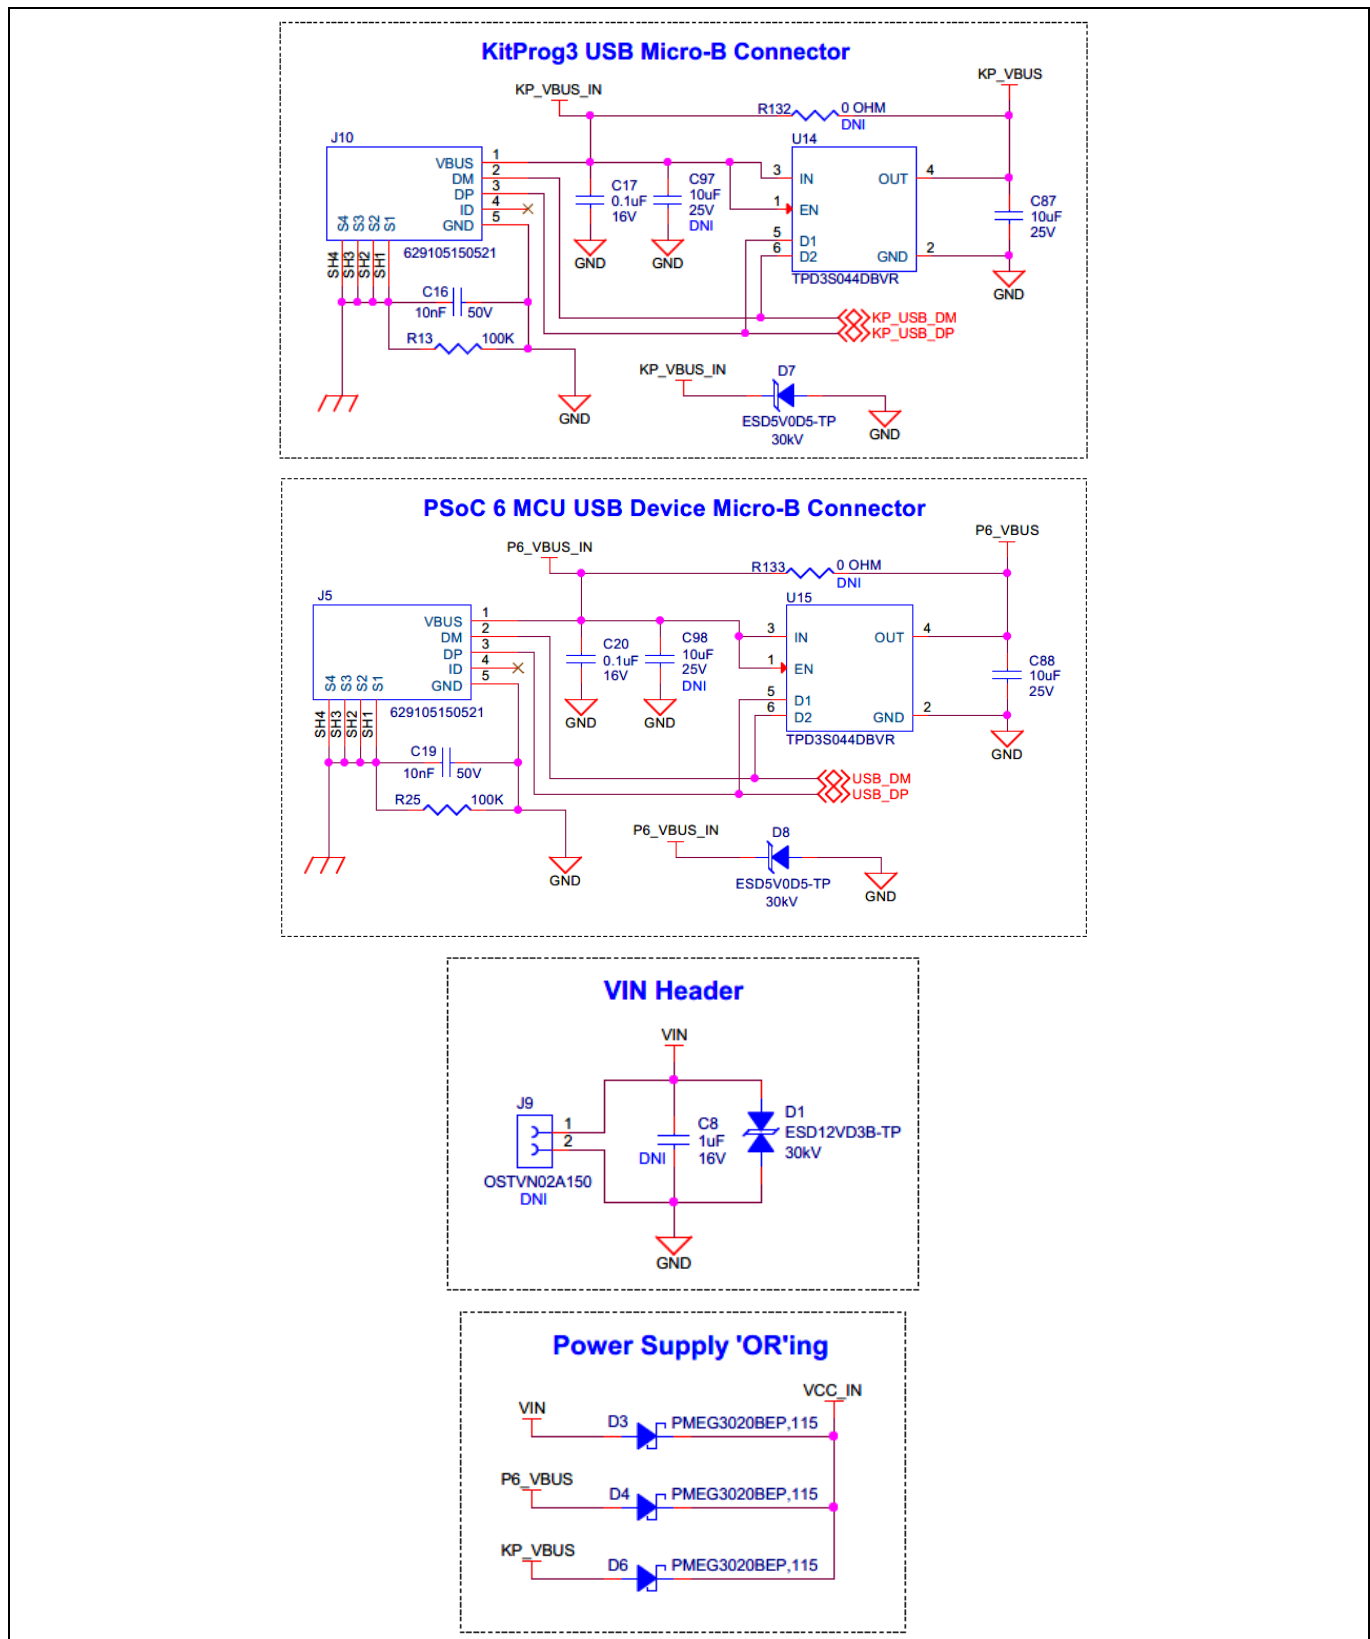 KitProg3 USB Micro-B Connector
KP_VBUS
KP_VBUS_IN
R132 0 OHM
DNI
J10
U14
VBUS 1
DM 2
DP 3
ID 4
GND 5
S4 S3 S2 S1
SH4 SH3 SH2 SH1
629105150521
C17
0.1uF
16V
GND
C97
10uF
25V
DNI
GND
3 IN OUT 4
1 EN
5 D1
6 D2 GND 2
TPD3S044DBVR
C87
10uF
25V
GND
C16
10nF 50V
R13 100K
GND
KP_USB_DM
KP_USB_DP
KP_VBUS_IN
D7
ESD5V0D5-TP
30kV
GND
PSoC 6 MCU USB Device Micro-B Connector
P6_VBUS
P6_VBUS_IN
R133 0 OHM
DNI
J5
U15
VBUS 1
DM 2
DP 3
ID 4
GND 5
S4 S3 S2 S1
SH4 SH3 SH2 SH1
629105150521
C20
0.1uF
16V
GND
C98
10uF
25V
DNI
GND
3 IN OUT 4
1 EN
5 D1
6 D2 GND 2
TPD3S044DBVR
C88
10uF
25V
GND
C19
10nF 50V
R25 100K
GND
USB_DM
USB_DP
P6_VBUS_IN
D8
ESD5V0D5-TP
30kV
GND
VIN Header
VIN
J9
1
2
OSTVN02A150
DNI
C8
1uF
16V
DNI
D1
ESD12VD3B-TP
30kV
GND
Power Supply 'OR'ing
VCC_IN
VIN
D3 PMEG3020BEP,115
P6_VBUS
D4 PMEG3020BEP,115
KP_VBUS
D6 PMEG3020BEP,115